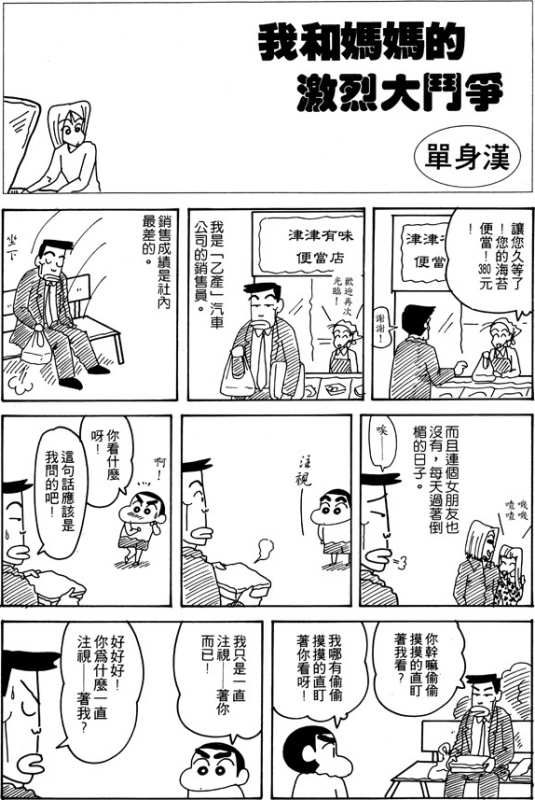 我和媽媽的
激烈大鬥爭
單身漢
讓您久等了
！您的海苔
便當！380元
！
津津有味
便當
謝謝！
津津有味
便當店
歡迎再次
光臨！
我是「乙產」汽車
公司的銷售員。
銷售成績是社內
最差的。
坐下
而且連個女朋友也
沒有，每天過著倒
楣的日子。
唉——
哦哦
喳喳
注視
啊！
你看什麼
呀！
這句話應該是
我問的吧！
你幹嘛偷偷
摸摸的直盯
著我看？
我哪有偷偷
摸摸的直盯
著你看呀！
我只是一直
注視——著你
而已！
好好好！
你為什麼一直
注視——著我？